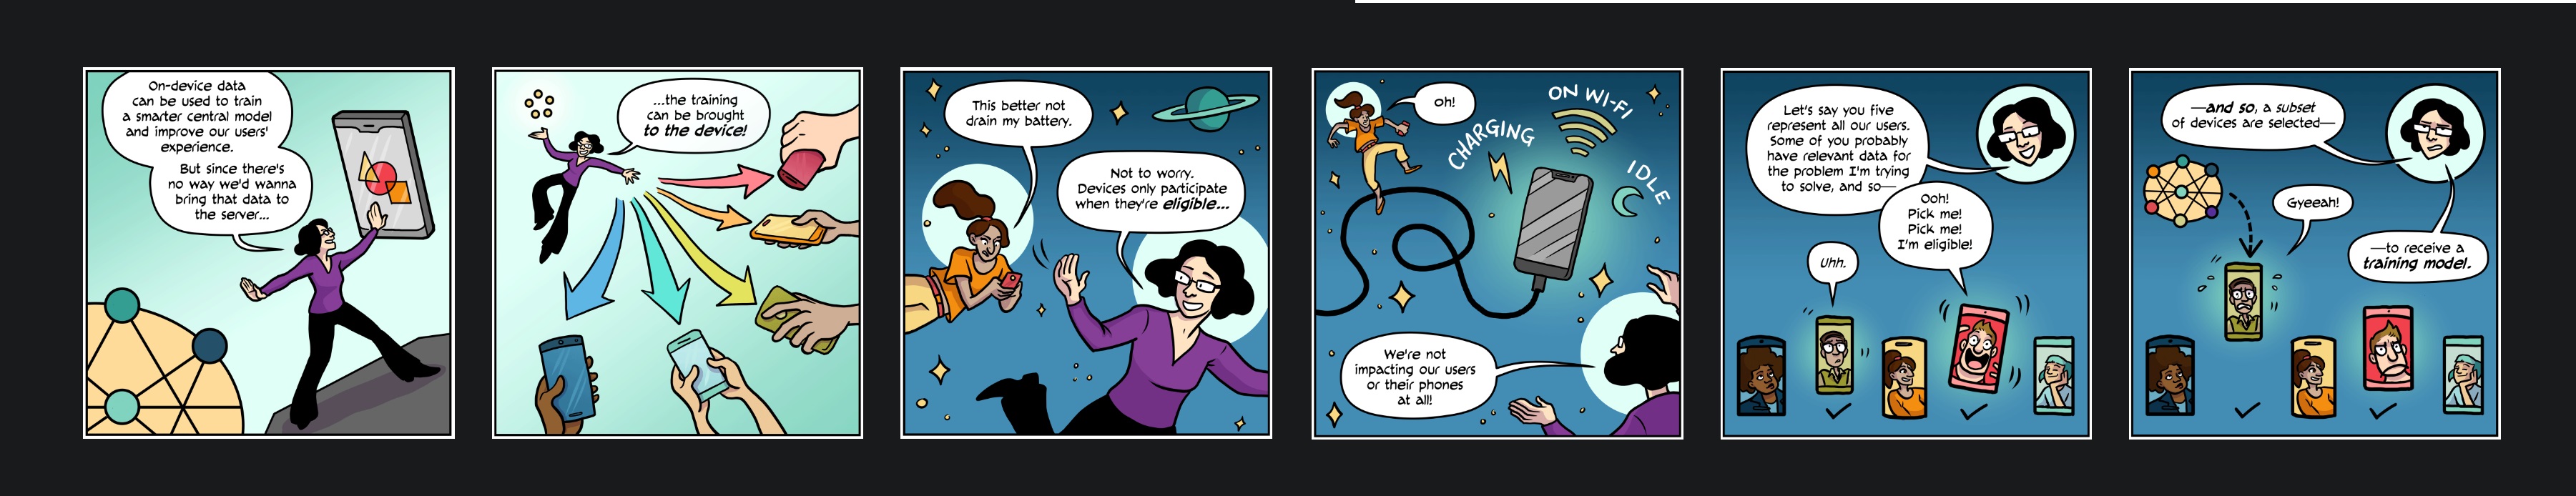 On-device data
can be used to train
a smarter central model
and improve our users'
experience.
But since there's
no way we'd wanna
bring that data to
the server...
...the training
can be brought
to the device!
This better not
drain my battery.
Not to worry.
Devices only participate
when they're eligible...
Oh!
CHARGING
ON WI-FI
IDLE
We're not
impacting our users
or their phones
at all!
Let's say you five
represent all our users.
Some of you probably
have relevant data for
the problem I'm trying
to solve, and so—
Uhh.
Ooh!
Pick me!
Pick me!
I'm eligible!
—and so, a subset
of devices are selected—
Gyeeah!
—to receive a
training model.